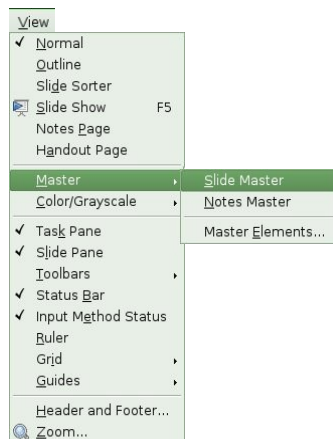 View
Normal
Outline
Slide Sorter
Slide Show F5
Notes Page
Handout Page
Master
Color/Grayscale
Task Pane
Slide Pane
Toolbars
Status Bar
Input Method Status
Ruler
Grid
Guides
Header and Footer...
Zoom...
Slide Master
Notes Master
Master Elements...